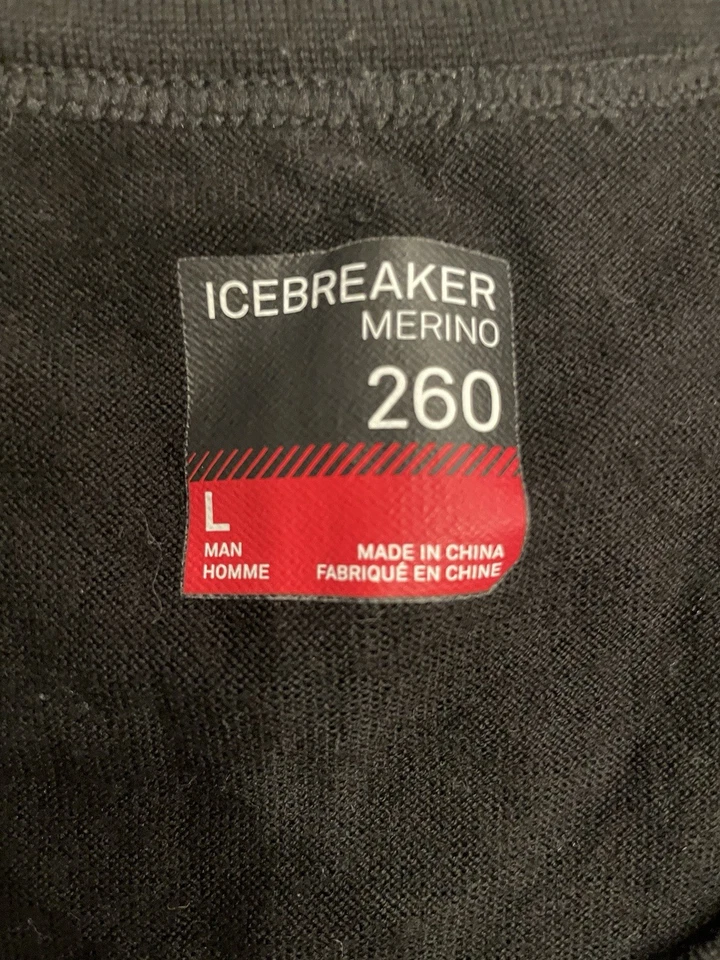 ICEBREAKER
MERINO
260
L
MAN
HOMME
MADE IN CHINA
FABRIQUÉ EN CHINE